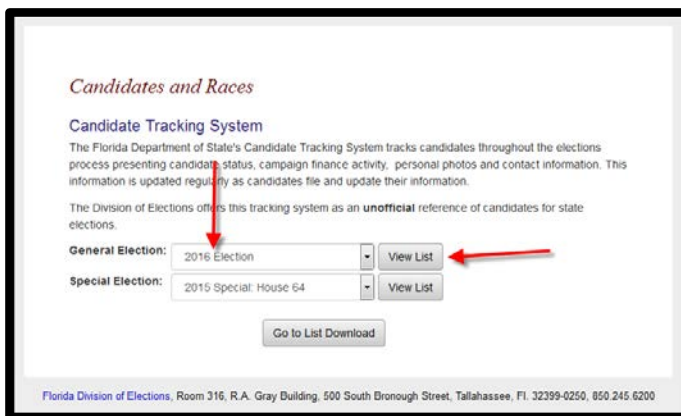 Candidates and Races
Candidate Tracking System
The Florida Department of State's Candidate Tracking System tracks candidates throughout the elections
process presenting candidate status, campaign finance activity, personal photos and contact information. This
information is updated regularly as candidates file and update their information.
The Division of Elections offers this tracking system as an unofficial reference of candidates for state
elections.
General Election: 2016 Election View List
Special Election: 2015 Special: House 64 View List
Go to List Download
Florida Division of Elections, Room 316, R.A. Gray Building, 500 South Bronough Street, Tallahassee, Fl. 32399-0250, 850.245.6200